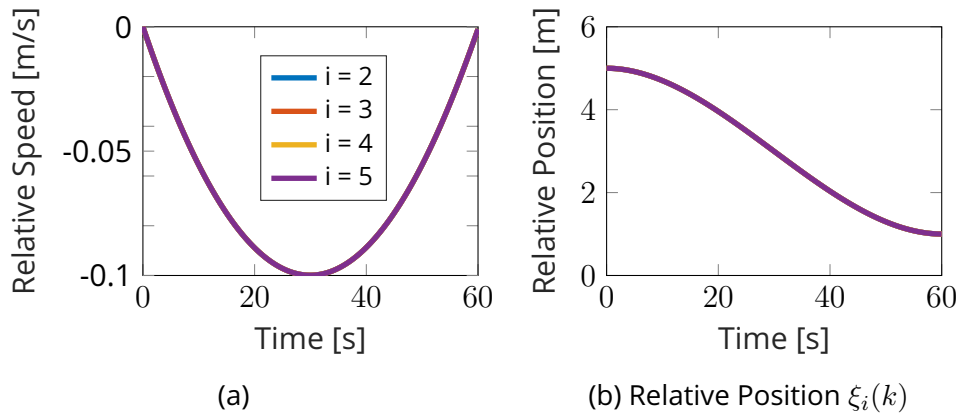 Relative Speed [m/s]
0
-0.05
-0.1
i = 2
i = 3
i = 4
i = 5
0 20 40 60
Time [s]
(a)
Relative Position [m]
6
4
2
0
0 20 40 60
Time [s]
(b) Relative Position ξᵢ(k)